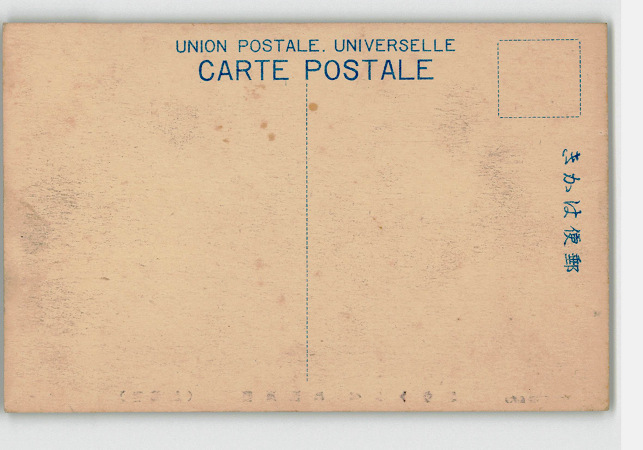 UNION POSTALE. UNIVERSELLE
CARTE POSTALE
郵便はかき